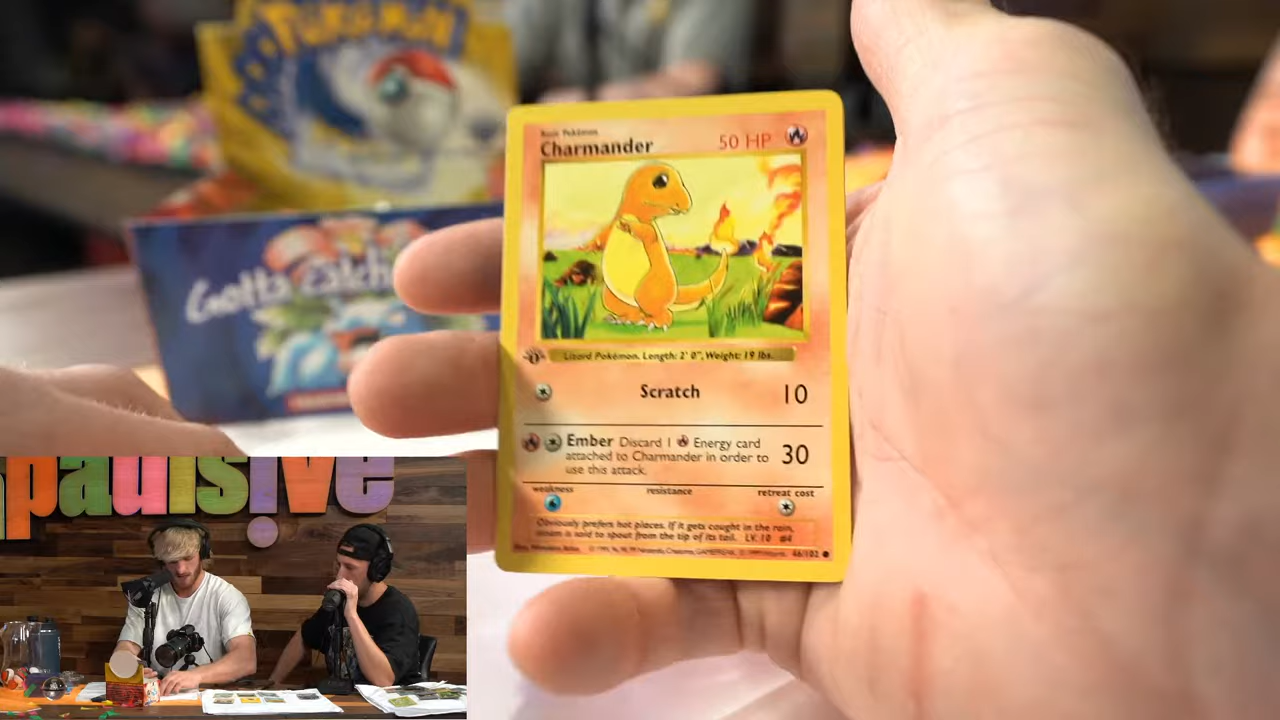 POKéMON
Gotta catch
Basic Pokémon
Charmander 50 HP
Lizard Pokémon. Length: 2' 0", Weight: 19 lbs.
Scratch 10
Ember Discard 1 Energy card
attached to Charmander in order to
use this attack.
30
weakness resistance retreat cost
Obviously prefers hot places. If it gets caught in the rain,
steam is said to spout from the tip of its tail. LV. 10 #4
46/102
paulsive